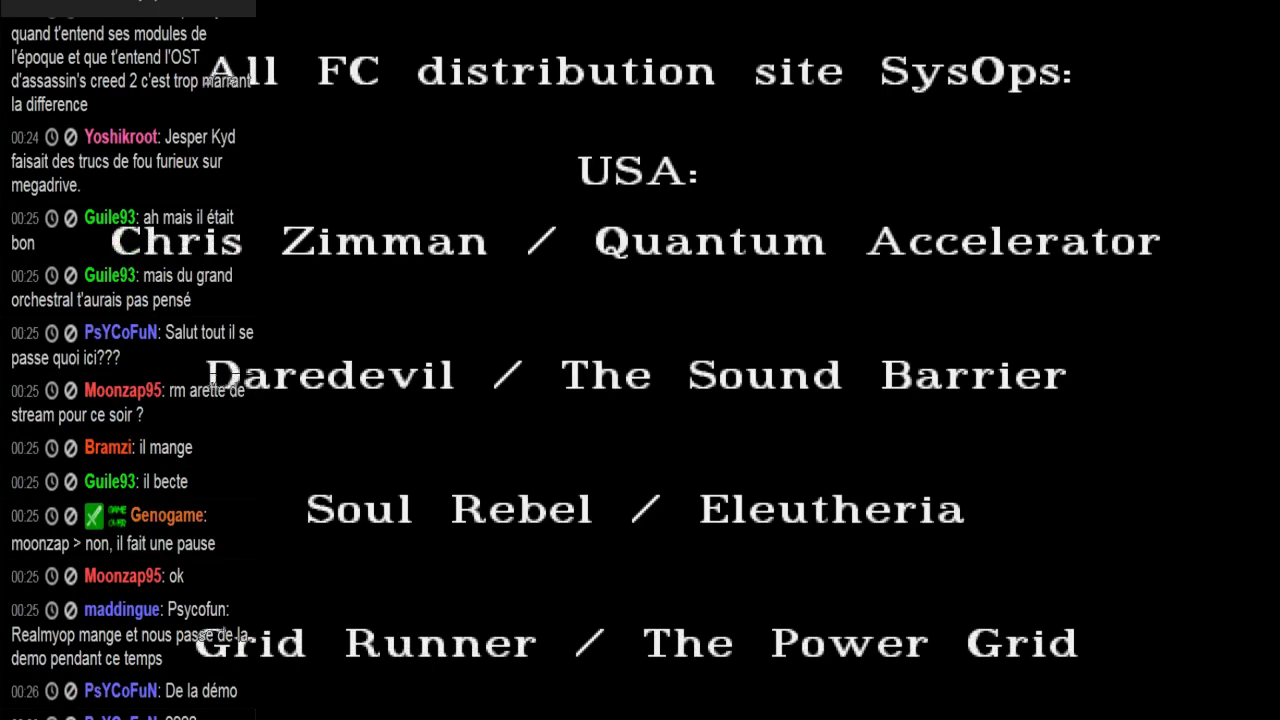 quand t'entend ses modules de
l'époque et que t'entend l'OST
d'assassin's creed 2 c'est trop marrant
la difference
00:24 Yoshikroot: Jesper Kyd
faisait des trucs de fou furieux sur
megadrive.
00:25 Guile93: ah mais il était
bon
00:25 Guile93: mais du grand
orchestral t'aurais pas pensé
00:25 PsYCoFuN: Salut tout il se
passe quoi ici???
00:25 Moonzap95: rm arette de
stream pour ce soir ?
00:25 Bramzi: il mange
00:25 Guile93: il becte
00:25 GAME OVER Genogame:
moonzap > non, il fait une pause
00:25 Moonzap95: ok
00:25 maddingue: Psycofun:
Realmyop mange et nous passe de la
demo pendant ce temps
00:26 PsYCoFuN: De la démo
PsYCoFuN: ????
All FC distribution site SysOps:
USA:
Chris Zimman / Quantum Accelerator
Daredevil / The Sound Barrier
Soul Rebel / Eleutheria
Grid Runner / The Power Grid